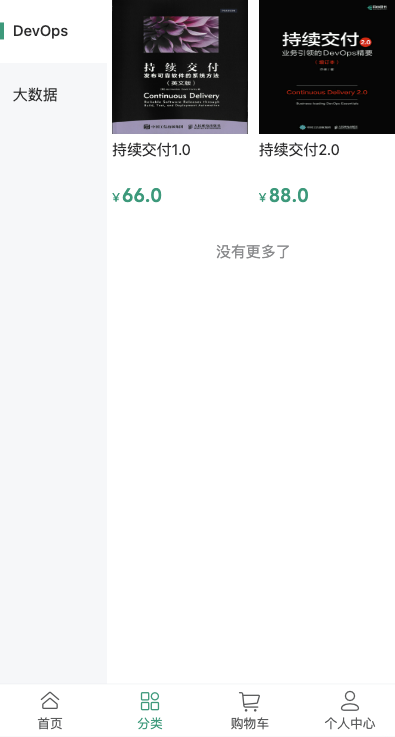 DevOps
大数据
持续交付
发布可靠软件的系统方法
（英文版）
Continuous Delivery
Reliable Software Releases through
Build, Test, and Deployment Automation
持续交付 2.0
业务引领的DevOps精要
Continuous Delivery 2.0
Business leading DevOps Essentials
持续交付1.0
持续交付2.0
¥66.0
¥88.0
没有更多了
首页
分类
购物车
个人中心